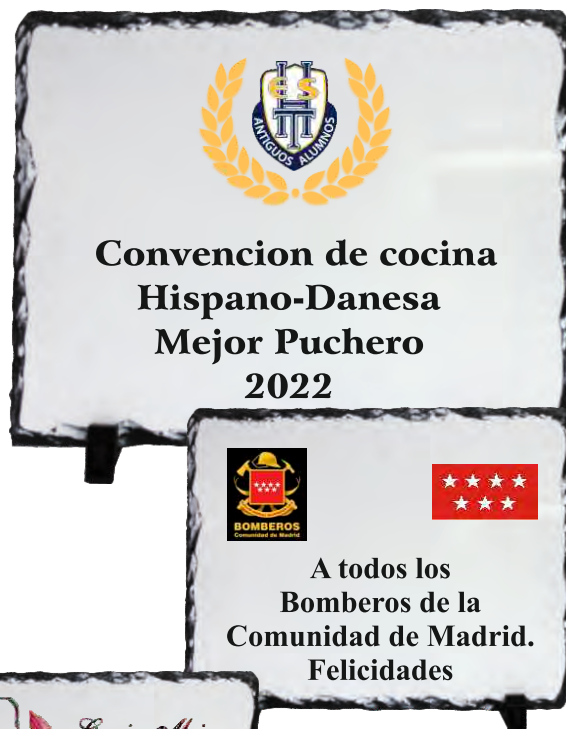 ES
ANTIGUOS ALUMNOS
Convencion de cocina
Hispano-Danesa
Mejor Puchero
2022
BOMBEROS
Comunidad de Madrid
A todos los
Bomberos de la
Comunidad de Madrid.
Felicidades